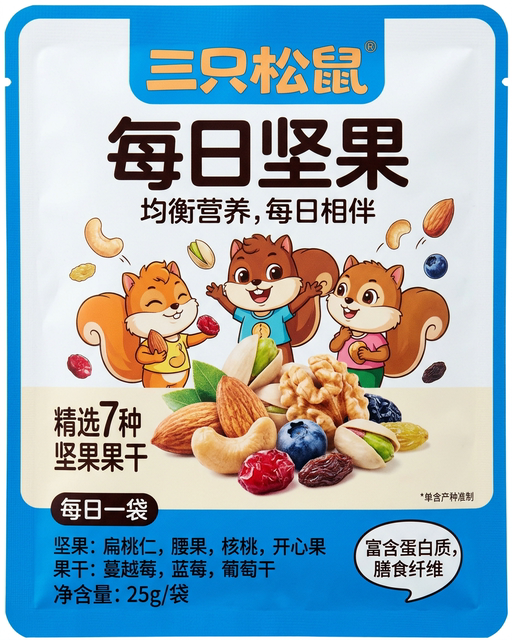 三只松鼠®
每日坚果
均衡营养，每日相伴
精选7种
坚果果干
*单含产种准制
每日一袋
坚果：扁桃仁，腰果，核桃，开心果
果干：蔓越莓，蓝莓，葡萄干
净含量：25g/袋
富含蛋白质，
膳食纤维